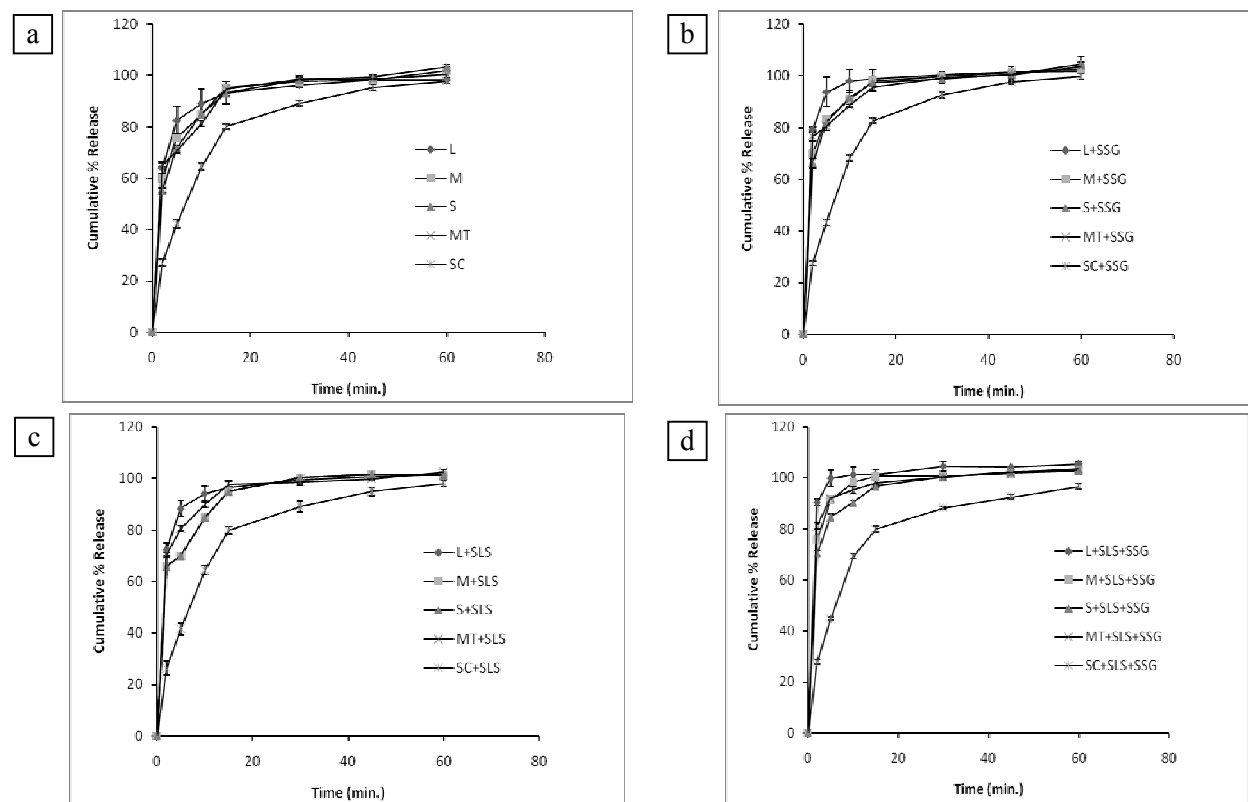 a
120
100
80
60
40
20
0
Cumulative % Release
L
M
S
MT
SC
0 20 40 60 80
Time (min.)
b
120
100
80
60
40
20
0
Cumulative % Release
L+SSG
M+SSG
S+SSG
MT+SSG
SC+SSG
0 20 40 60 80
Time (min.)
c
120
100
80
60
40
20
0
Cumulative % Release
L+SLS
M+SLS
S+SLS
MT+SLS
SC+SLS
0 20 40 60 80
Time (min.)
d
120
100
80
60
40
20
0
Cumulative % Release
L+SLS+SSG
M+SLS+SSG
S+SLS+SSG
MT+SLS+SSG
SC+SLS+SSG
0 20 40 60 80
Time (min.)